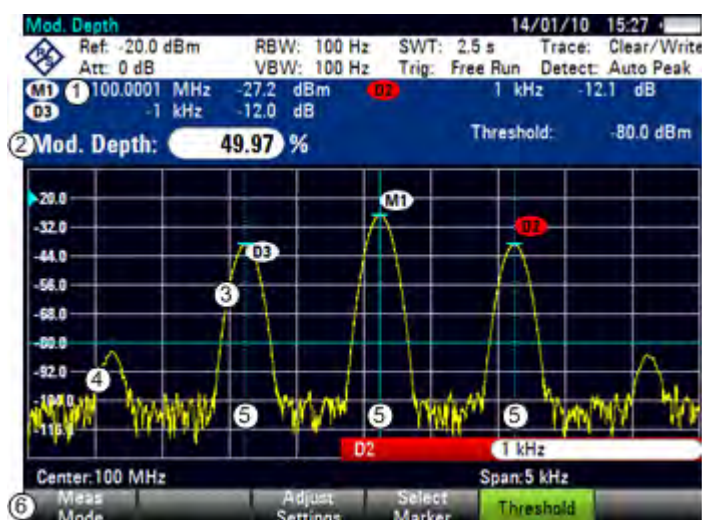 Mod. Depth 14/01/10 15:27
R S Ref: -20.0 dBm RBW: 100 Hz SWT: 2.5 s Trace: Clear/Write
Att: 0 dB VBW: 100 Hz Trig: Free Run Detect: Auto Peak
M1 1 100.0001 MHz -27.2 dBm D2 1 kHz -12.1 dB
D3 -1 kHz -12.0 dB
Threshold: -80.0 dBm
2 Mod. Depth: 49.97 %
-20.0
M1
-32.0
D2
-44.0
D3
-56.0
3
-68.0
-80.0
-92.0
4
-104.0
5 5 5
-116.0
D2 1 kHz
Center:100 MHz Span:5 kHz
6 Meas Mode
Adjust Settings
Select Marker
Threshold